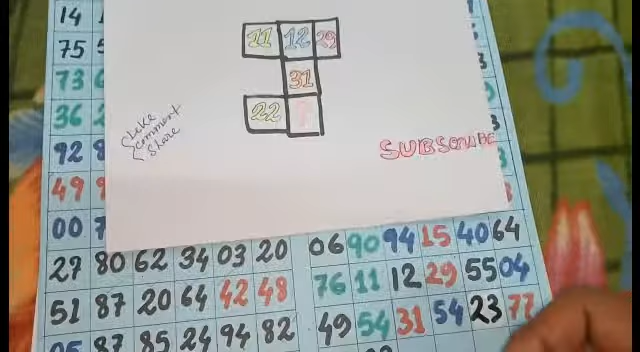 14
75
73
36
92
49
00
11 12 29
31
22 ?
Like
comment
Share
SUBSCRIBE
27 80 62 34 03 20
51 87 20 64 42 48
87 85 24 94 82
06 90 94 15 40 64
76 11 12 29 55 04
49 54 31 54 23 77